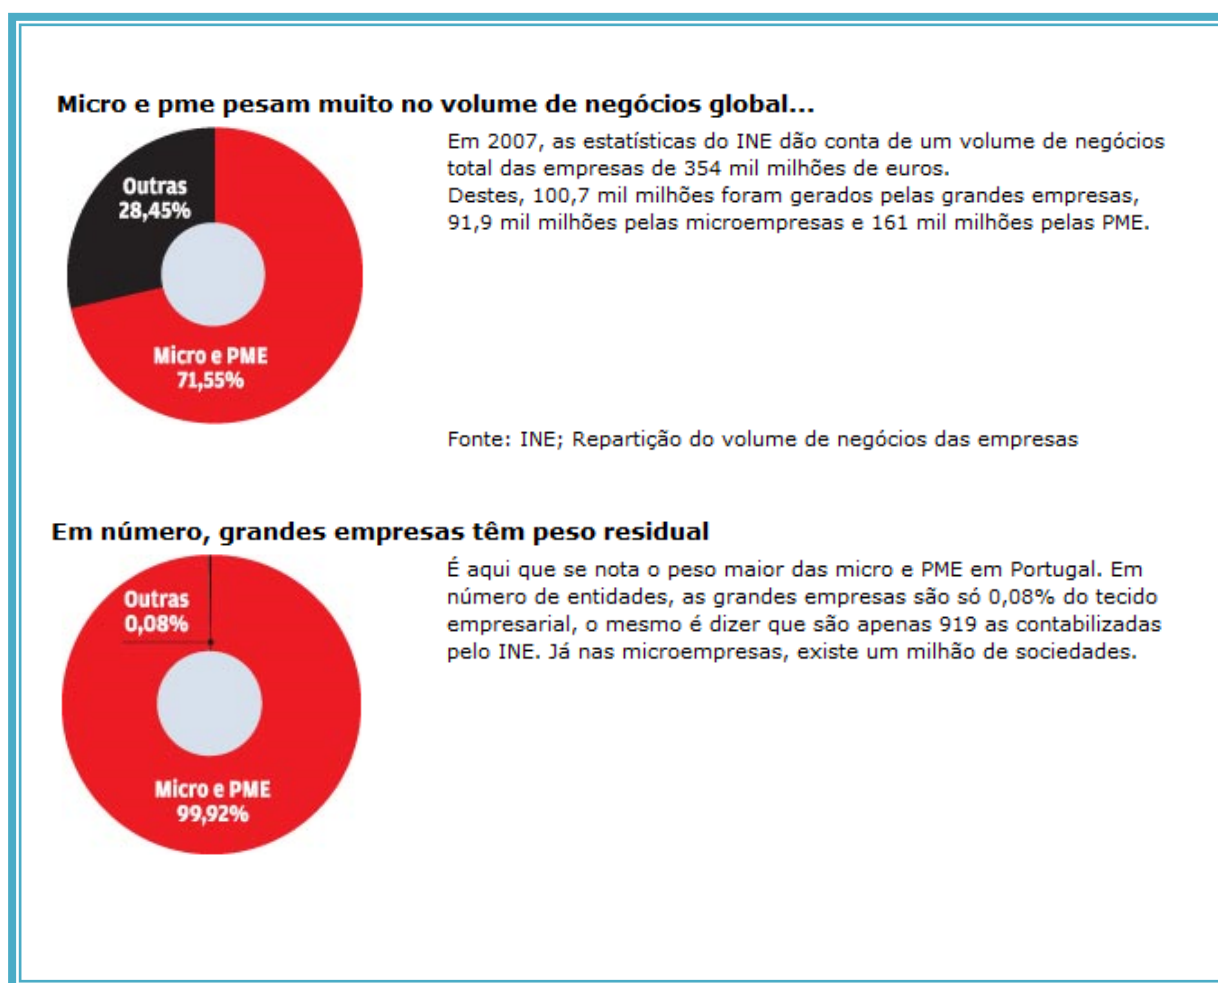 Micro e pme pesam muito no volume de negócios global...
Outras
28,45%
Micro e PME
71,55%
Em 2007, as estatísticas do INE dão conta de um volume de negócios
total das empresas de 354 mil milhões de euros.
Destes, 100,7 mil milhões foram gerados pelas grandes empresas,
91,9 mil milhões pelas microempresas e 161 mil milhões pelas PME.
Fonte: INE; Repartição do volume de negócios das empresas
Em número, grandes empresas têm peso residual
Outras
0,08%
Micro e PME
99,92%
É aqui que se nota o peso maior das micro e PME em Portugal. Em
número de entidades, as grandes empresas são só 0,08% do tecido
empresarial, o mesmo é dizer que são apenas 919 as contabilizadas
pelo INE. Já nas microempresas, existe um milhão de sociedades.